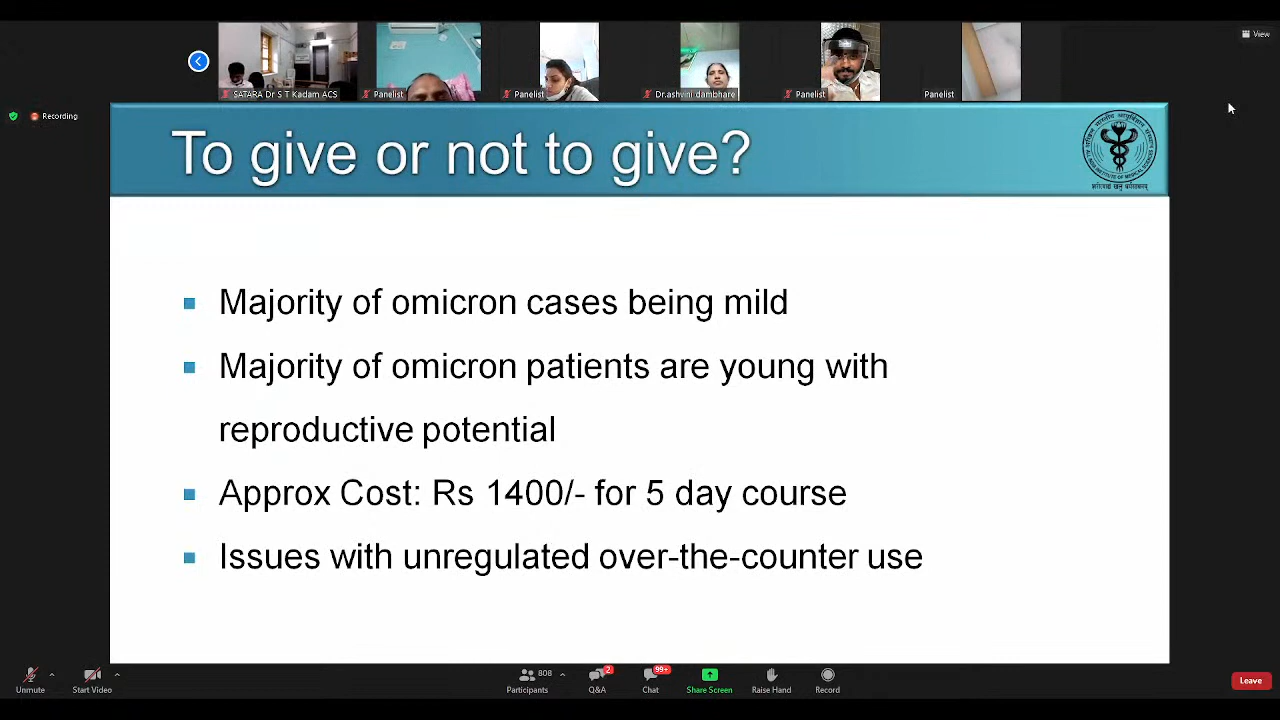 View
SATARA Dr S T Kadam ACS
Panelist
Panelist
Dr.ashvini dambhare
Panelist
Panelist
Recording
To give or not to give?
Majority of omicron cases being mild
Majority of omicron patients are young with
reproductive potential
Approx Cost: Rs 1400/- for 5 day course
Issues with unregulated over-the-counter use
Unmute
Start Video
808
Participants
2
Q&A
99+
Chat
Share Screen
Raise Hand
Record
Leave